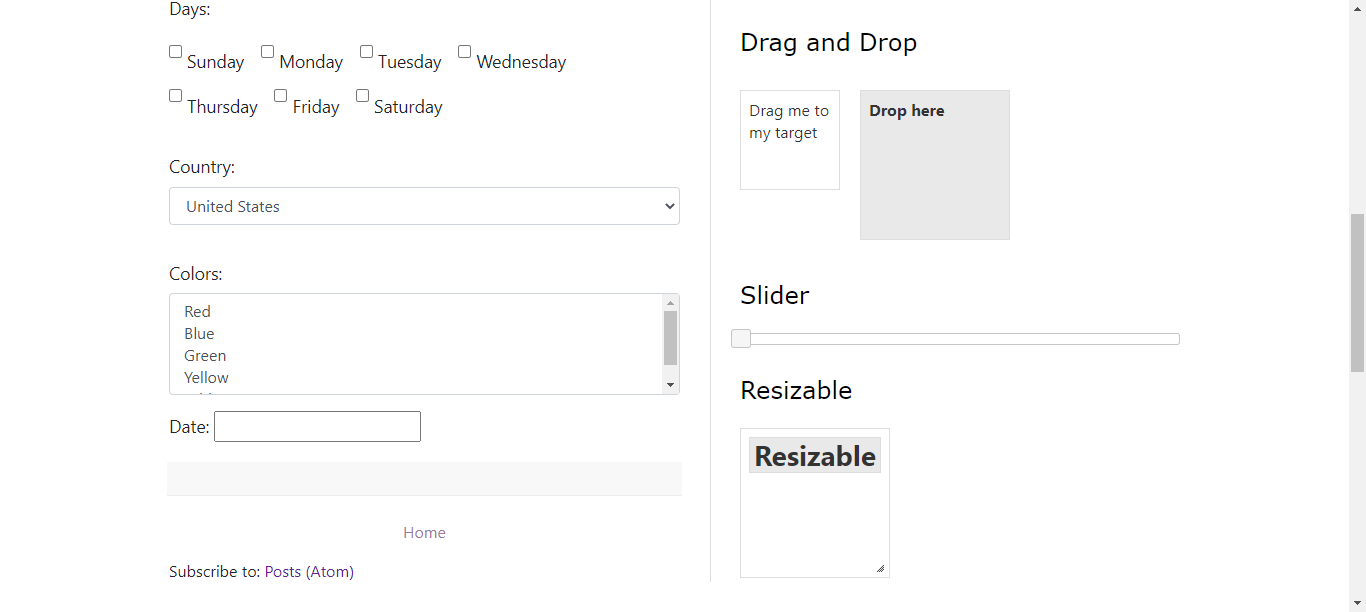 Days:
Sunday Monday Tuesday Wednesday
Thursday Friday Saturday
Country:
United States
Colors:
Red
Blue
Green
Yellow
Date:
Home
Subscribe to: Posts (Atom)
Drag and Drop
Drag me to
my target
Drop here
Slider
Resizable
Resizable